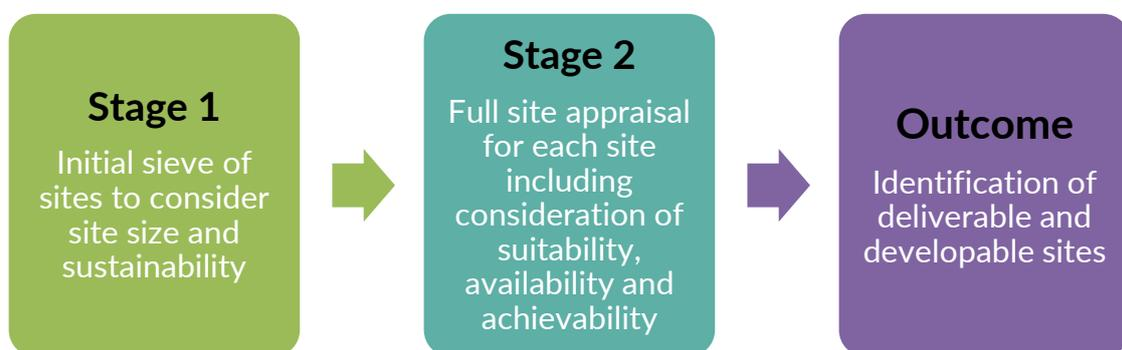 Stage 1
Initial sieve of
sites to consider
site size and
sustainability
Stage 2
Full site appraisal
for each site
including
consideration of
suitability,
availability and
achievability
Outcome
Identification of
deliverable and
developable sites